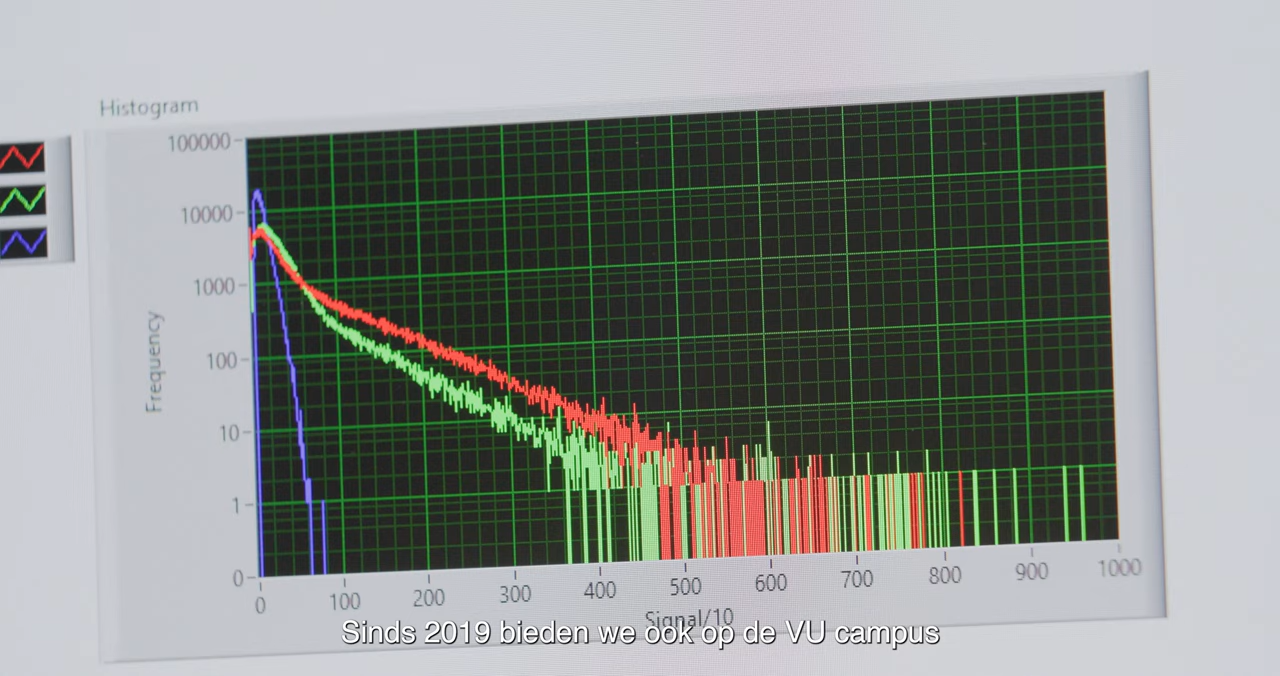 Histogram
100000
10000
1000
100
10
1
0
Frequency
0 100 200 300 400 500 600 700 800 900 1000
Signal/10
Sinds 2019 bieden we ook op de VU campus